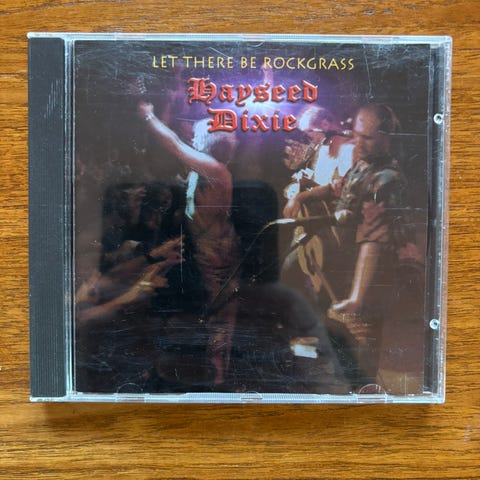 LET THERE BE ROCKGRASS
Hayseed
Dixie